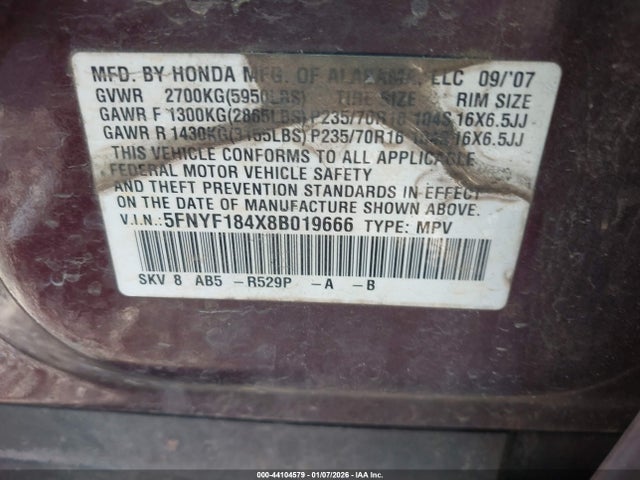 MFD. BY HONDA MFG. OF ALABAMA, LLC 09/'07
GVWR 2700KG(5950LBS) TIRE SIZE RIM SIZE
GAWR F 1300KG(2865LBS) P235/70R16 104S 16X6.5JJ
GAWR R 1430KG(3155LBS) P235/70R16 104S 16X6.5JJ
THIS VEHICLE CONFORMS TO ALL APPLICABLE
FEDERAL MOTOR VEHICLE SAFETY
AND THEFT PREVENTION STANDARDS IN EFFECT
ON THE DATE OF MANUFACTURE SHOWN ABOVE.
V.I.N.: 5FNYF184X8B019666 TYPE: MPV
SKV 8 AB5 -R529P -A -B
000-44104579 | 01/07/2026 | IAA Inc.